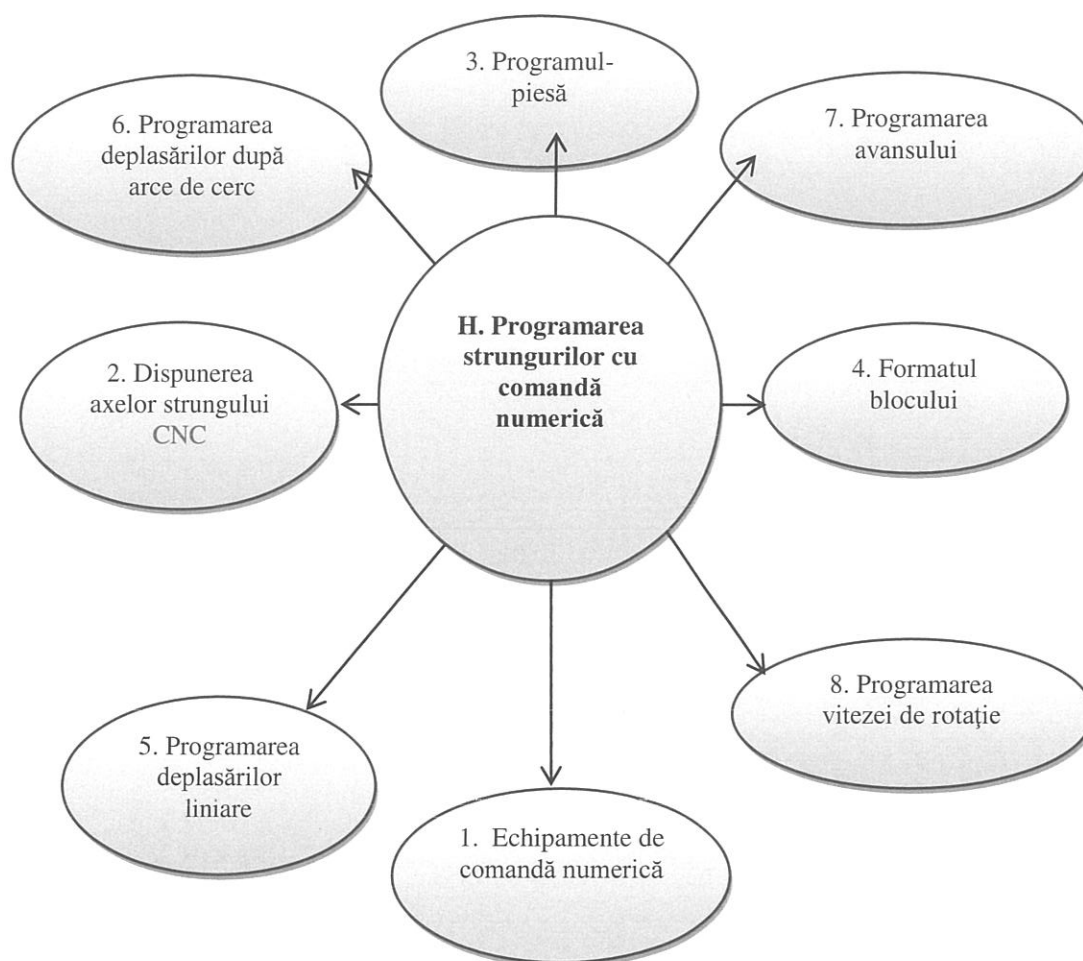 3. Programul-
piesă
6. Programarea
deplasărilor după
arce de cerc
7. Programarea
avansului
H. Programarea
strungurilor cu
comandă
numerică
2. Dispunerea
axelor strungului
CNC
4. Formatul
blocului
8. Programarea
vitezei de rotaţie
5. Programarea
deplasărilor
liniare
1. Echipamente de
comandă numerică